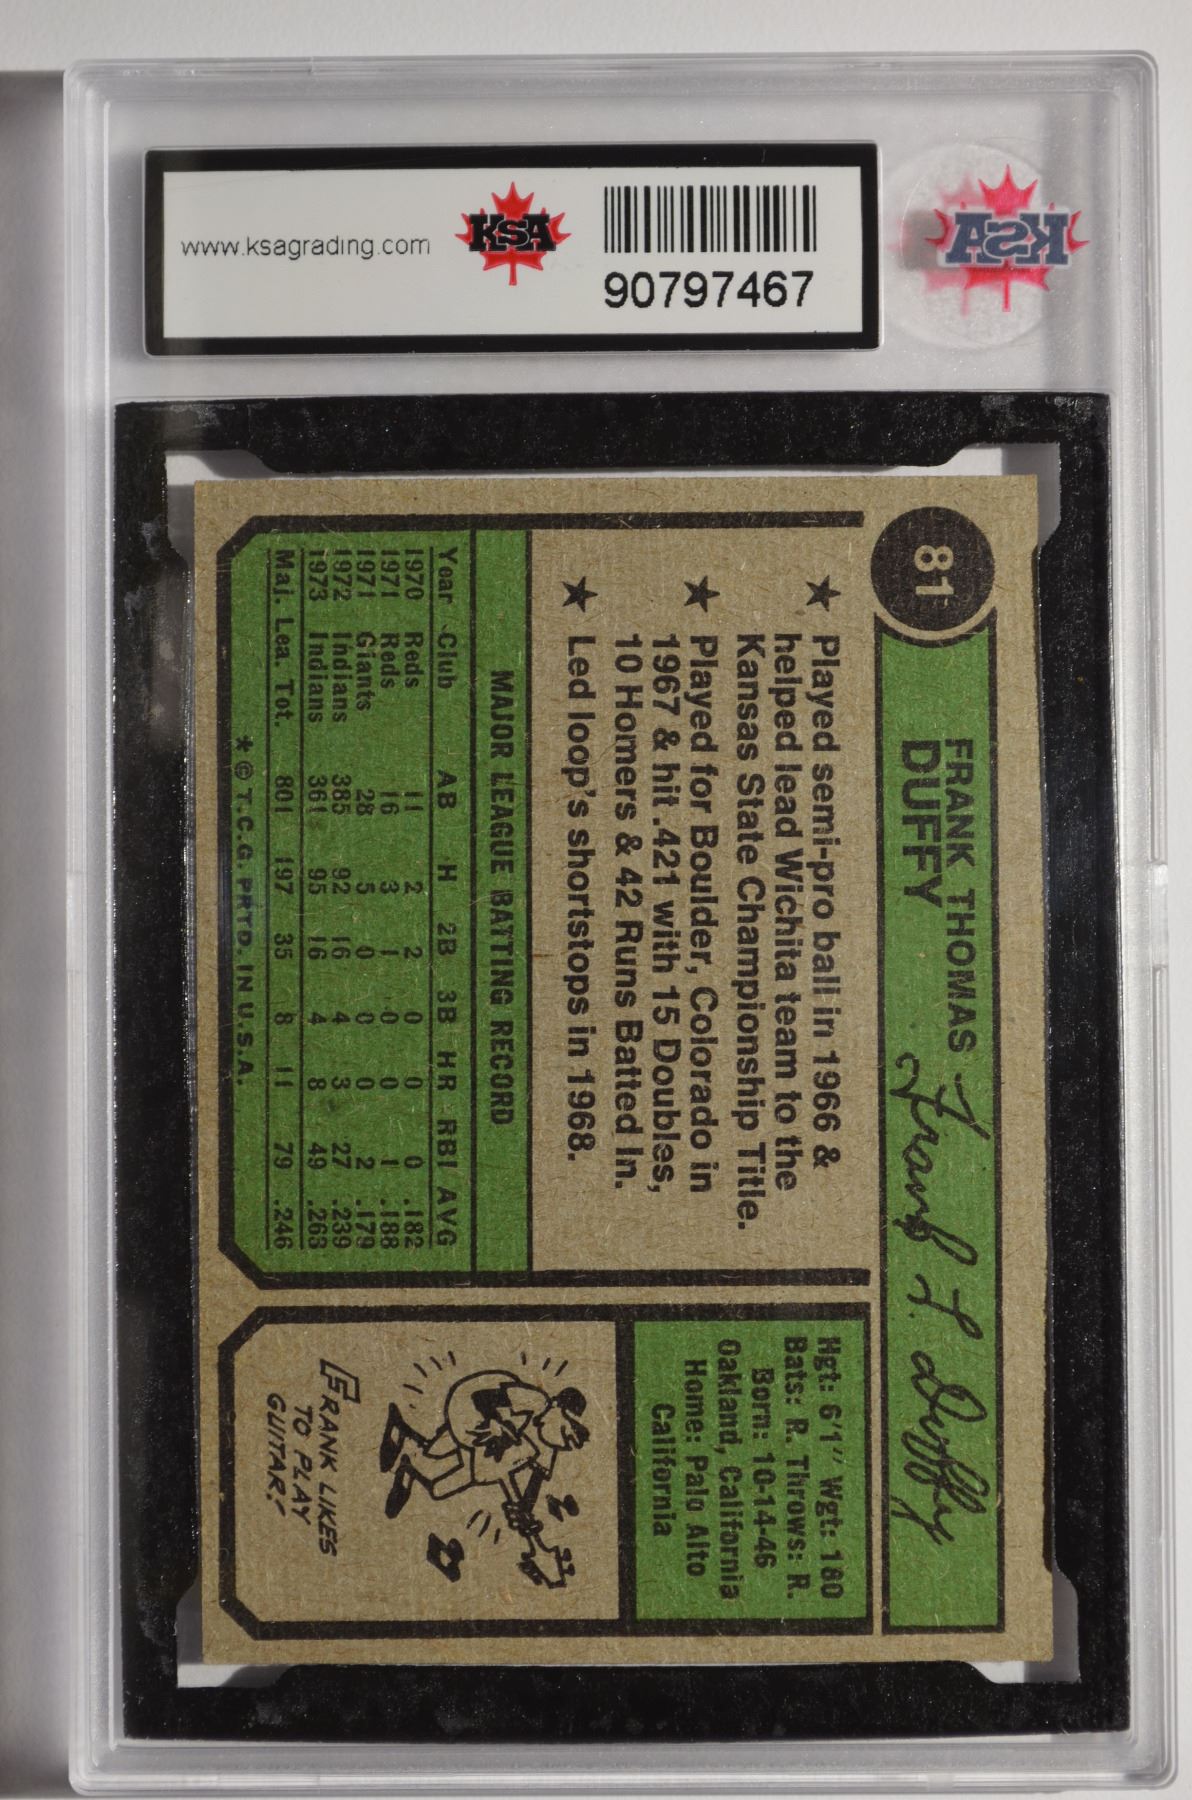 www.ksagrading.com
KSA
90797467
KSA
81
FRANK THOMAS
DUFFY
Frank T. Duffy
★ Played semi-pro ball in 1966 &
helped lead Wichita team to the
Kansas State Championship Title.
★ Played for Boulder, Colorado in
1967 & hit .421 with 15 Doubles,
10 Homers & 42 Runs Batted In.
★ Led loop's shortstops in 1968.
MAJOR LEAGUE BATTING RECORD
Year Club AB H 2B 3B HR RBI AVG
1970 Reds 11 2 2 0 0 0 .182
1971 Reds 16 3 1 0 0 1 .188
1971 Giants 28 5 0 0 0 2 .179
1972 Indians 385 92 16 4 3 27 .239
1973 Indians 361 95 16 4 8 49 .263
Maj. Lea. Tot. 801 197 35 8 11 79 .246
* © T.C.G. PRTD. IN U.S.A.
Hgt: 6'1" Wgt: 180
Bats: R. Throws: R.
Born: 10-14-46
Oakland, California
Home: Palo Alto
California
FRANK LIKES
TO PLAY
GUITAR!